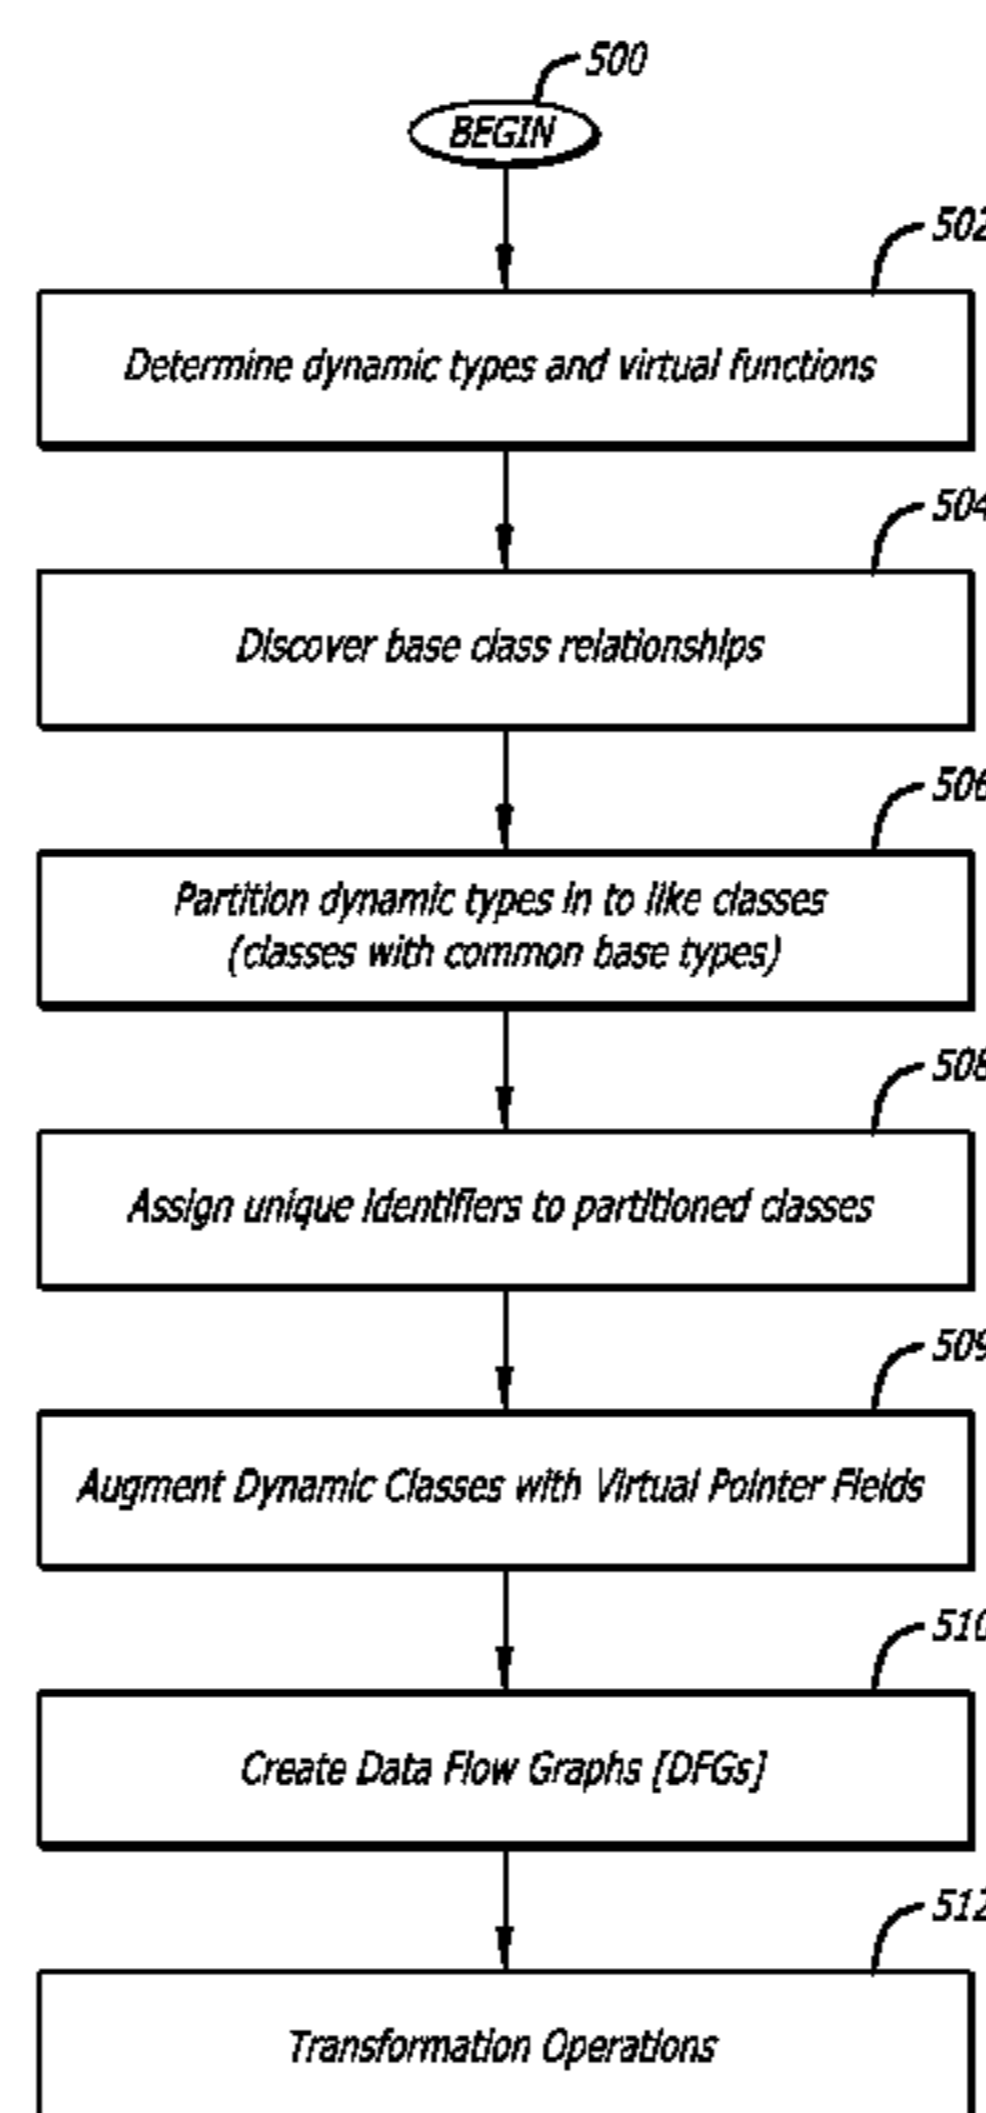 500
BEGIN
502
Determine dynamic types and virtual functions
504
Discover base class relationships
506
Partition dynamic types in to like classes
(classes with common base types)
508
Assign unique identifiers to partitioned classes
509
Augment Dynamic Classes with Virtual Pointer Fields
510
Create Data Flow Graphs [DFGs]
512
Transformation Operations